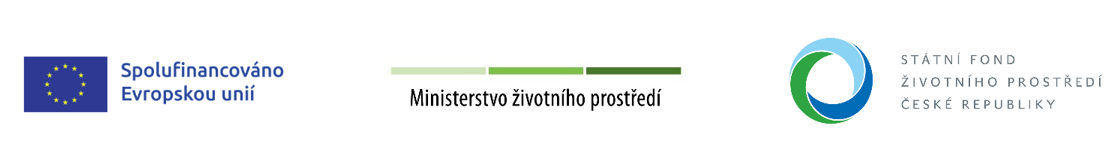 Spolufinancováno
Evropskou unií
Ministerstvo životního prostředí
STÁTNÍ FOND
ŽIVOTNÍHO PROSTŘEDÍ
ČESKÉ REPUBLIKY